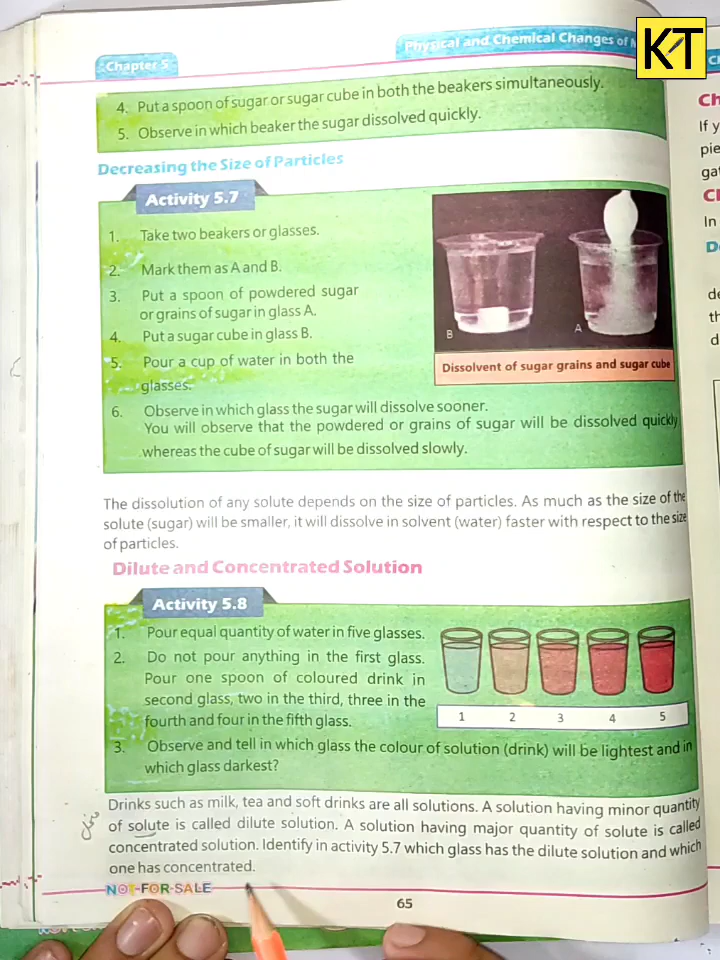 KT
Chapter 5
Physical and Chemical Changes of
4. Put a spoon of sugar or sugar cube in both the beakers simultaneously.
5. Observe in which beaker the sugar dissolved quickly.
Decreasing the Size of Particles
Activity 5.7
1. Take two beakers or glasses.
2. Mark them as A and B.
3. Put a spoon of powdered sugar
or grains of sugar in glass A.
4. Put a sugar cube in glass B.
5. Pour a cup of water in both the
glasses.
B A
Dissolvent of sugar grains and sugar cube
6. Observe in which glass the sugar will dissolve sooner.
You will observe that the powdered or grains of sugar will be dissolved quickly
whereas the cube of sugar will be dissolved slowly.
The dissolution of any solute depends on the size of particles. As much as the size of the
solute (sugar) will be smaller, it will dissolve in solvent (water) faster with respect to the size
of particles.
Dilute and Concentrated Solution
Activity 5.8
1. Pour equal quantity of water in five glasses.
2. Do not pour anything in the first glass.
Pour one spoon of coloured drink in
second glass, two in the third, three in the
fourth and four in the fifth glass.
1 2 3 4 5
3. Observe and tell in which glass the colour of solution (drink) will be lightest and in
which glass darkest?
Drinks such as milk, tea and soft drinks are all solutions. A solution having minor quantity
of solute is called dilute solution. A solution having major quantity of solute is called
concentrated solution. Identify in activity 5.7 which glass has the dilute solution and which
one has concentrated.
NOT-FOR-SALE
65
Ch
If y
pie
ga
In
D
de
th
d